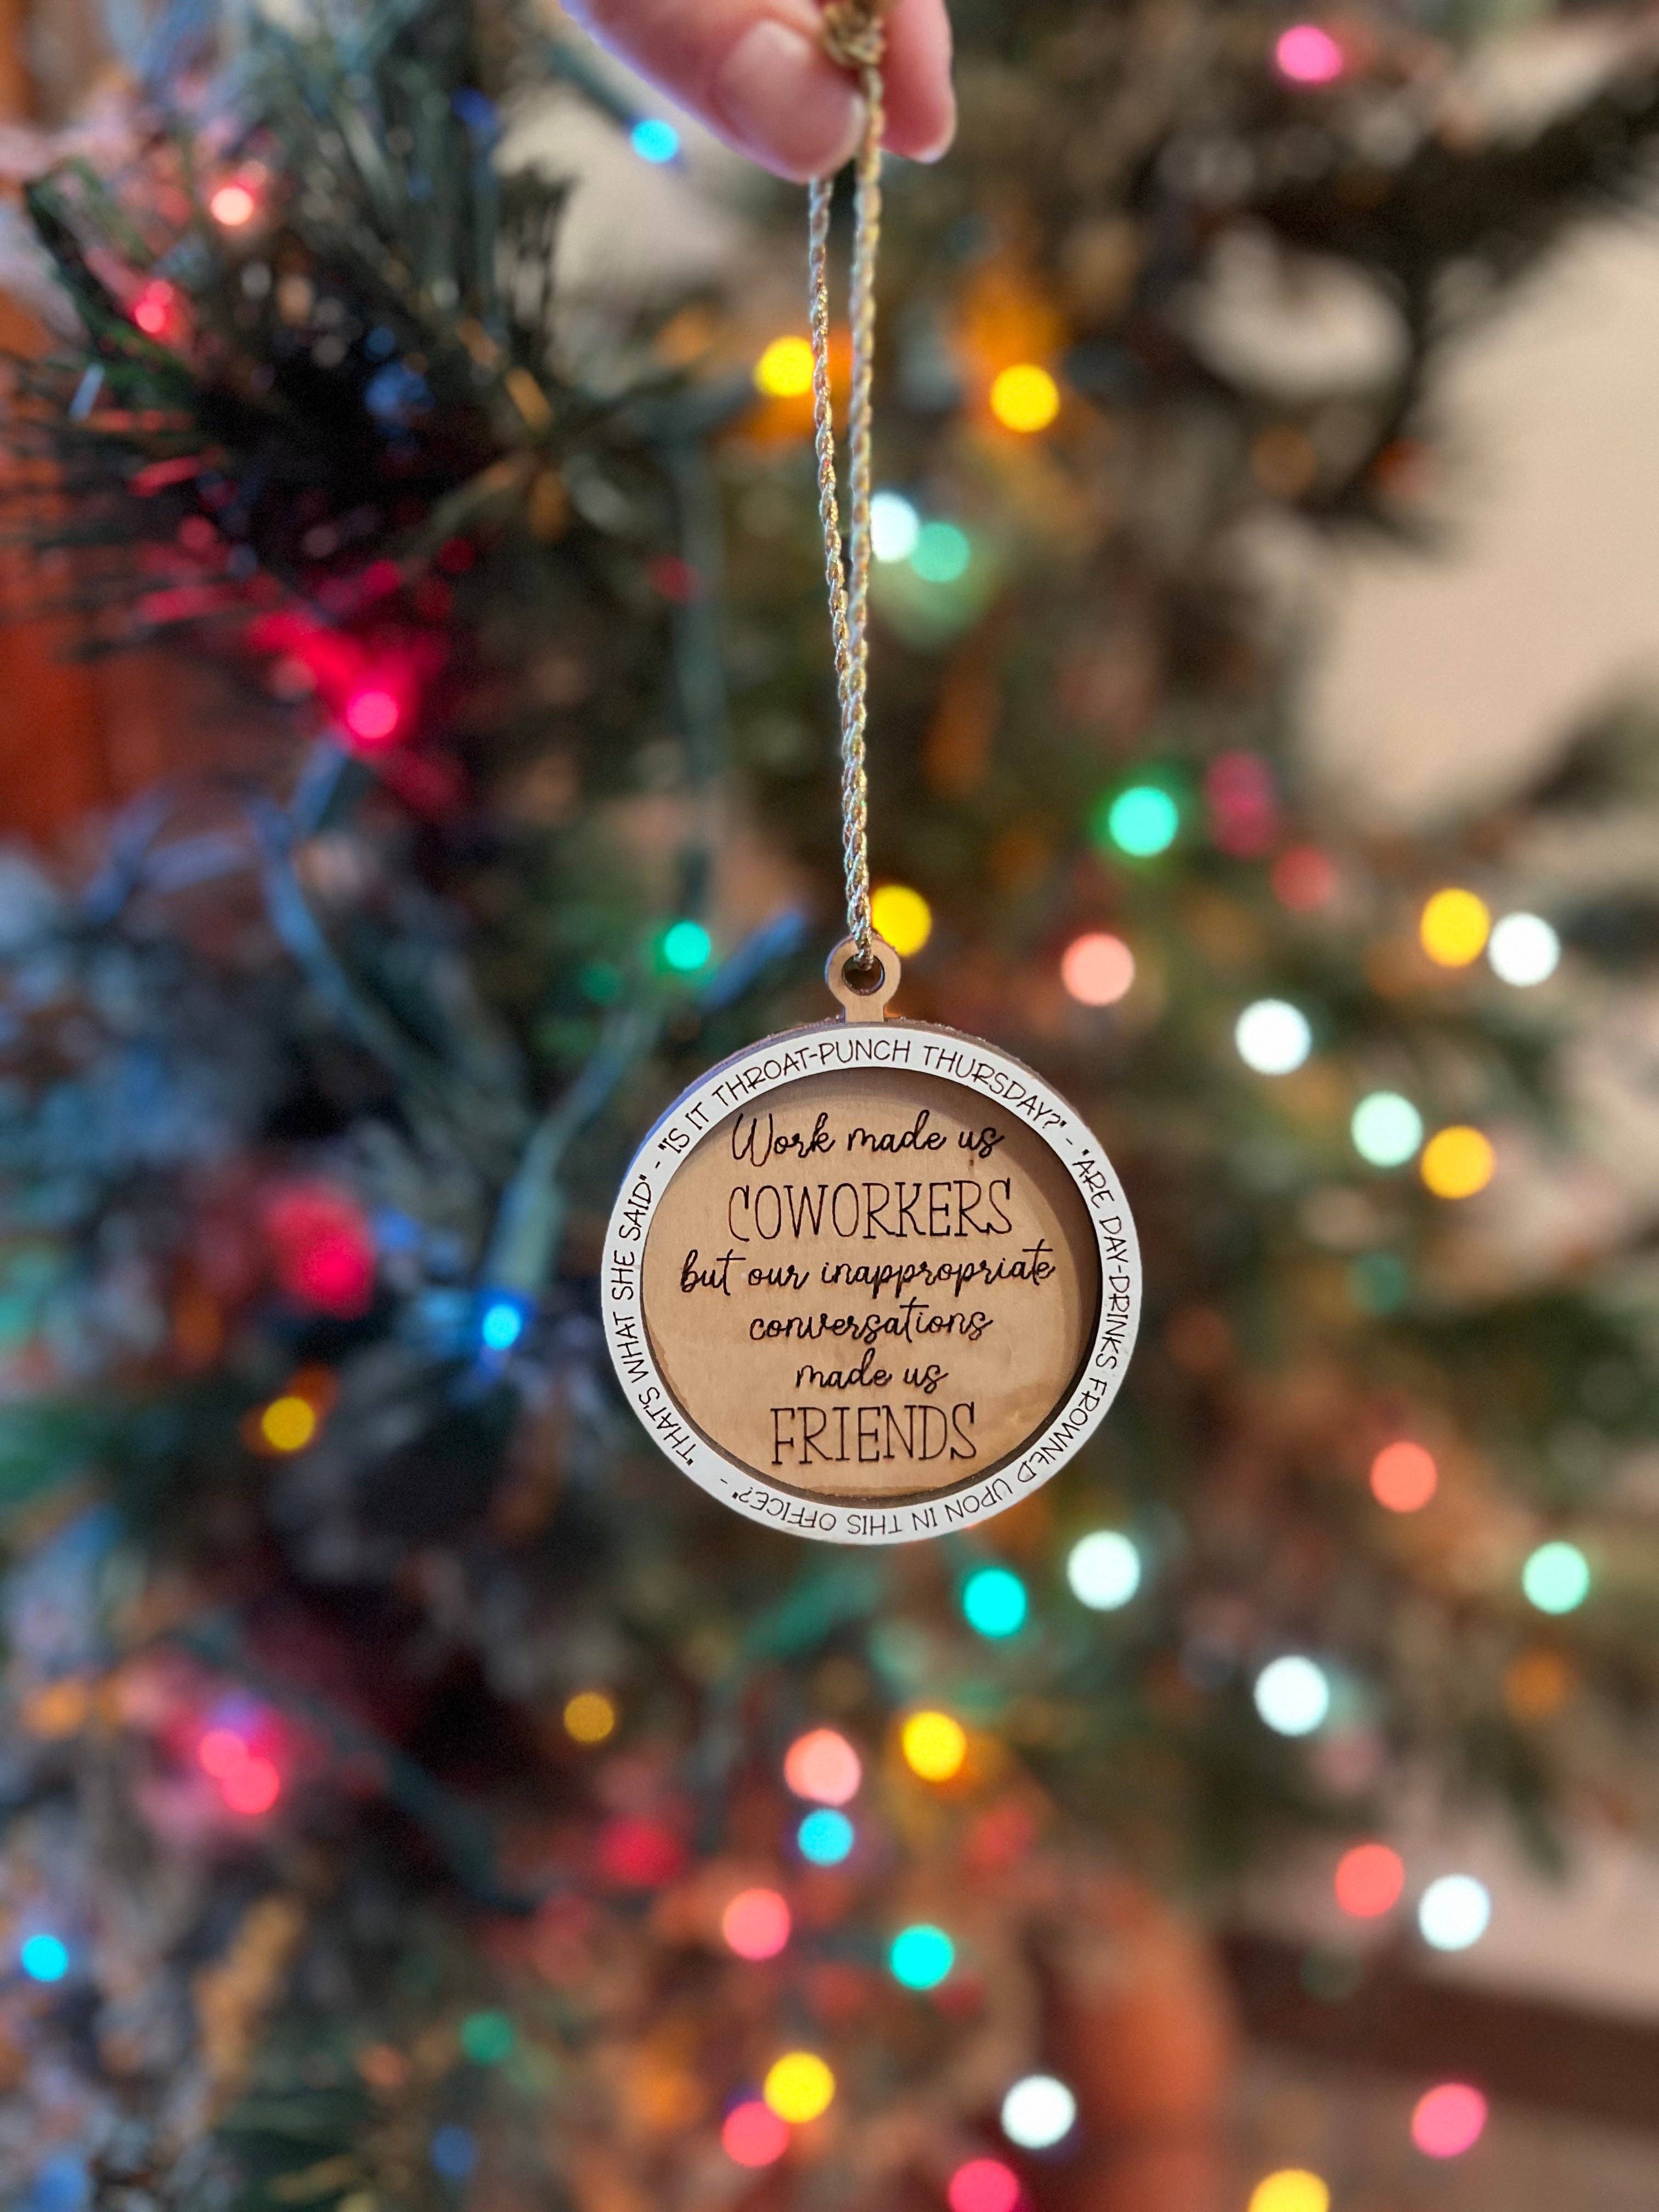 "IS IT THROAT-PUNCH THURSDAY?" - "ARE DAY-DRINKS FROWNED UPON IN THIS OFFICE?" - "THAT'S WHAT SHE SAID" -
Work made us
COWORKERS
but our inappropriate
conversations
made us
FRIENDS